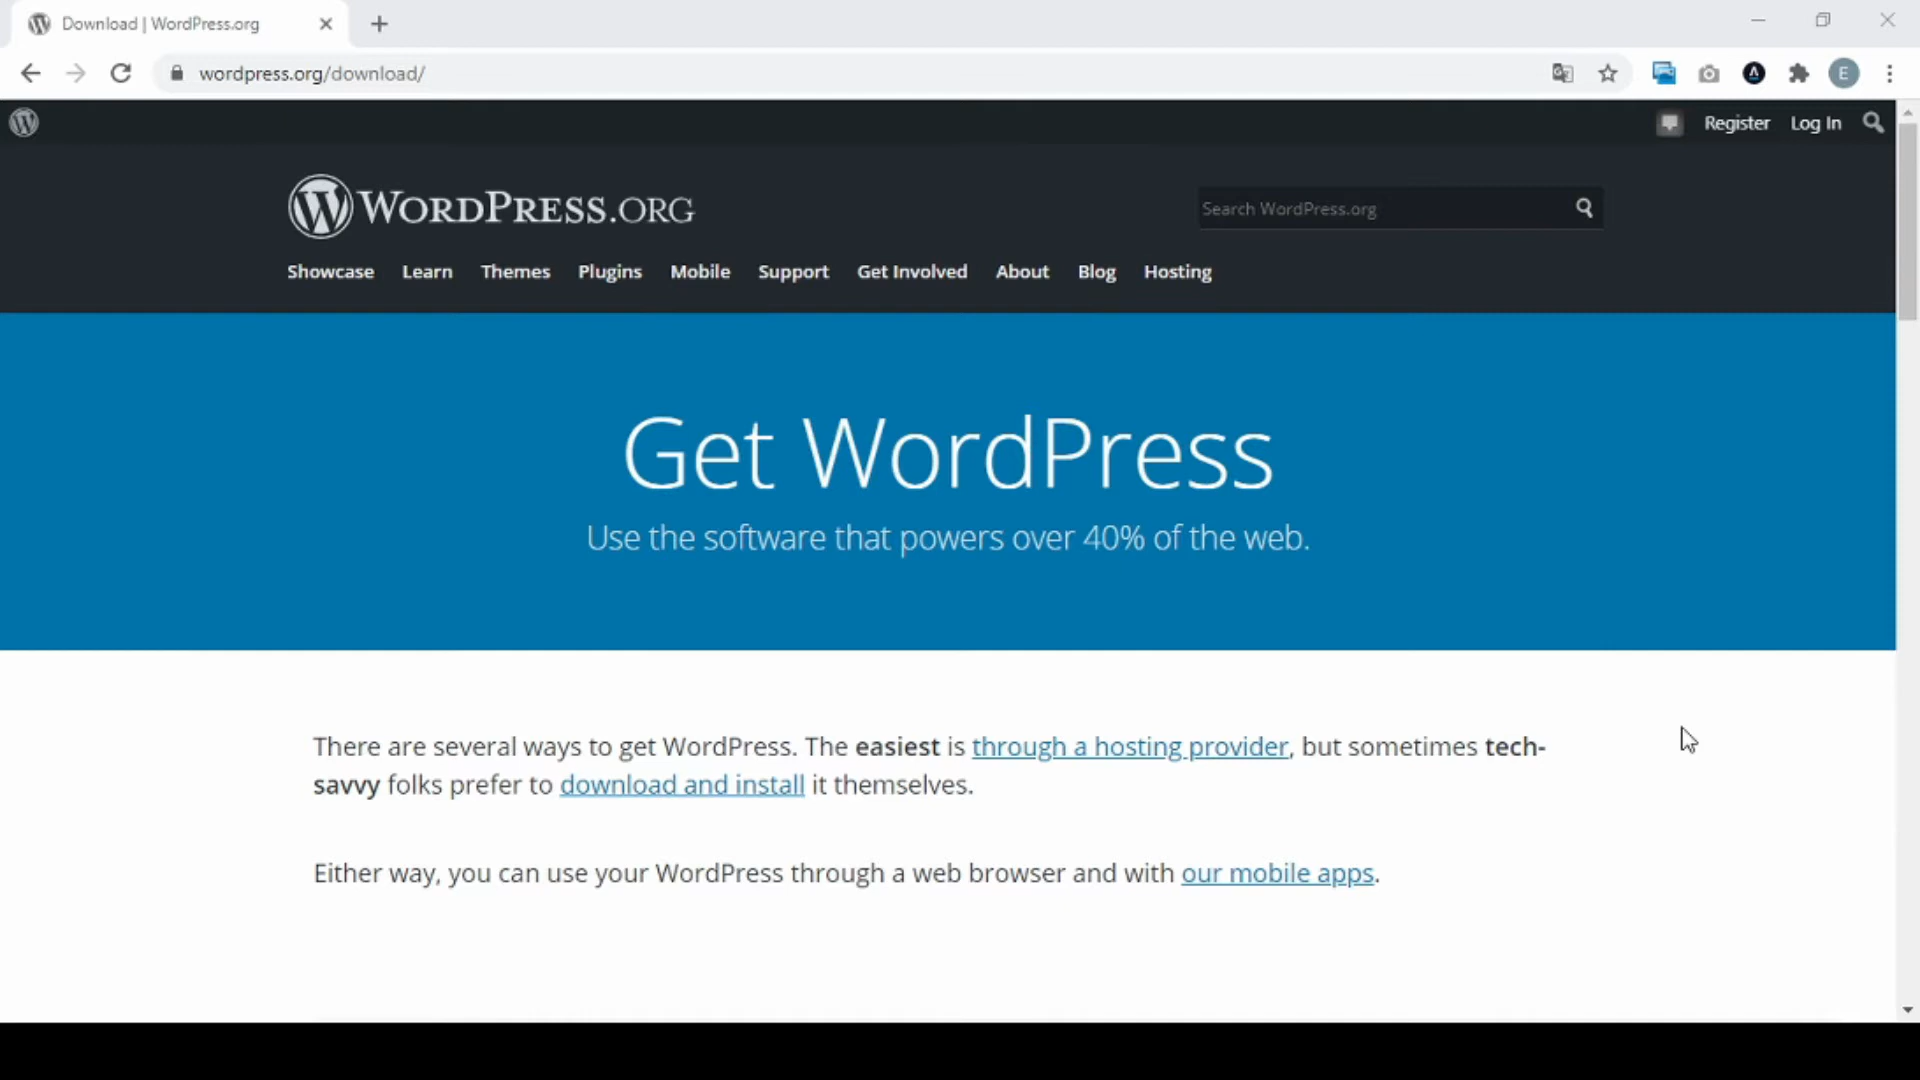 Download | WordPress.org
wordpress.org/download/
E
Register Log In
WORDPRESS.ORG
Search WordPress.org
Showcase Learn Themes Plugins Mobile Support Get Involved About Blog Hosting
Get WordPress
Use the software that powers over 40% of the web.
There are several ways to get WordPress. The easiest is through a hosting provider, but sometimes tech-
savvy folks prefer to download and install it themselves.
Either way, you can use your WordPress through a web browser and with our mobile apps.